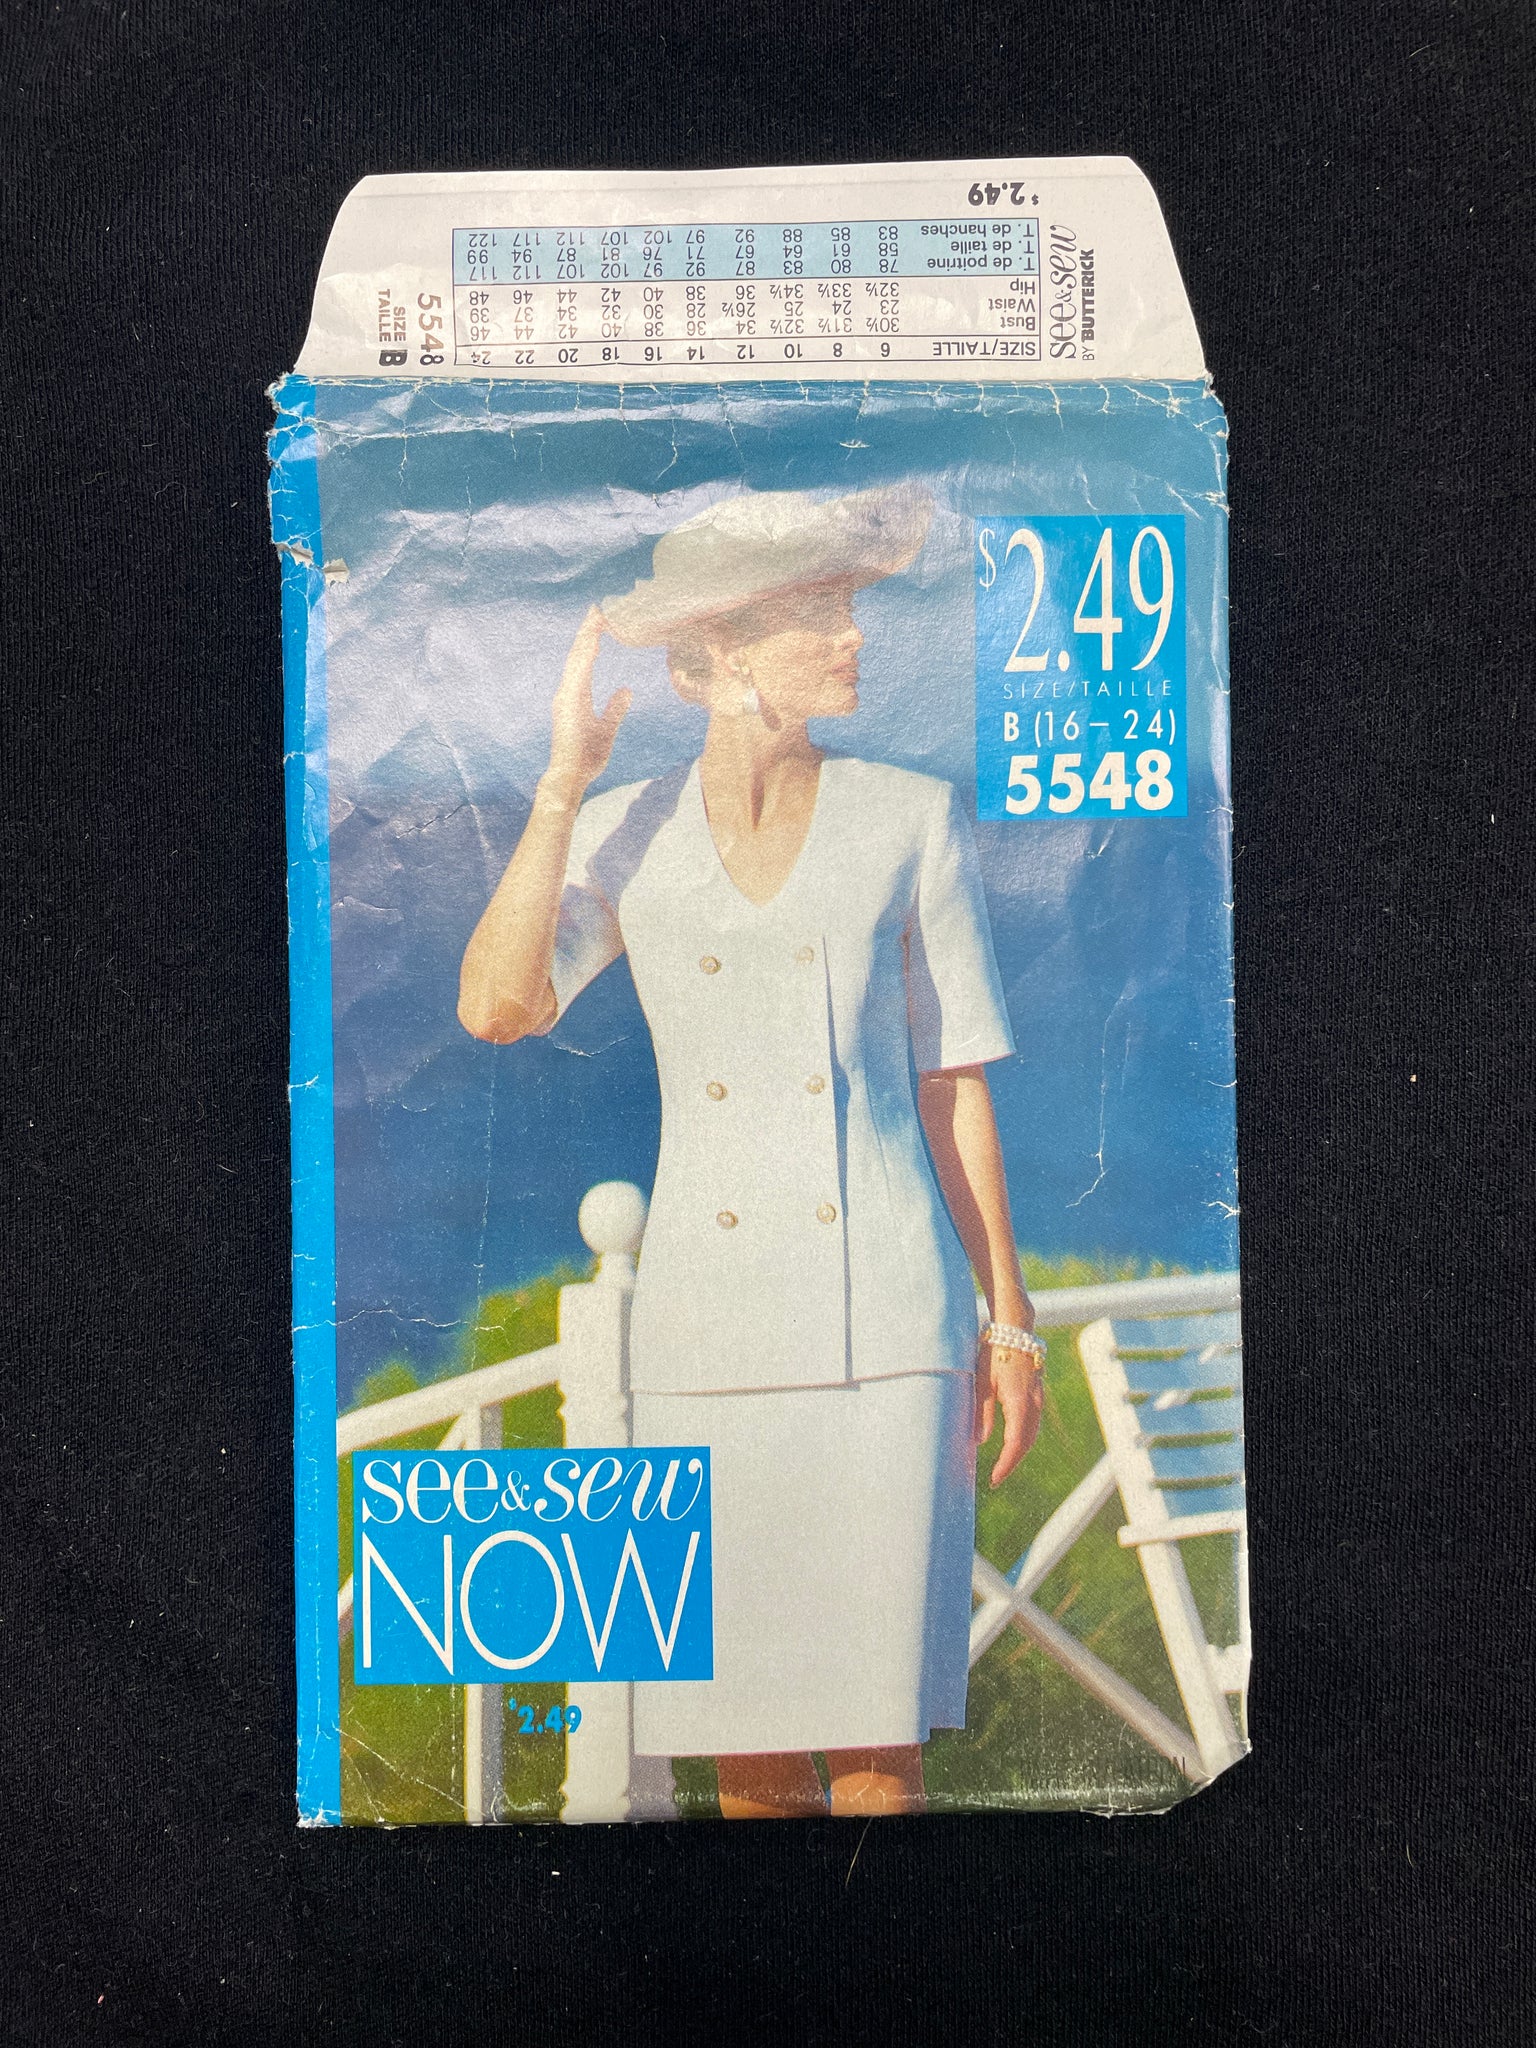 $2.49
SIZE/TAILLE 6 8 10 12 14 16 18 20 22 24
Bust 30½ 31½ 32½ 34 36 38 40 42 44 46
Waist 23 24 25 26½ 28 30 32 34 37 39
Hip 32½ 33½ 34½ 36 38 40 42 44 46 48
T. de poitrine 78 80 83 87 92 97 102 107 112 117
T. de taille 58 61 64 67 71 76 81 87 94 99
T. de hanches 83 85 88 92 97 102 107 112 117 122
see&sew
BY BUTTERICK
5548
SIZE
TAILLE B
$2.49
SIZE/TAILLE
B (16–24)
5548
see&sew
NOW
$2.49